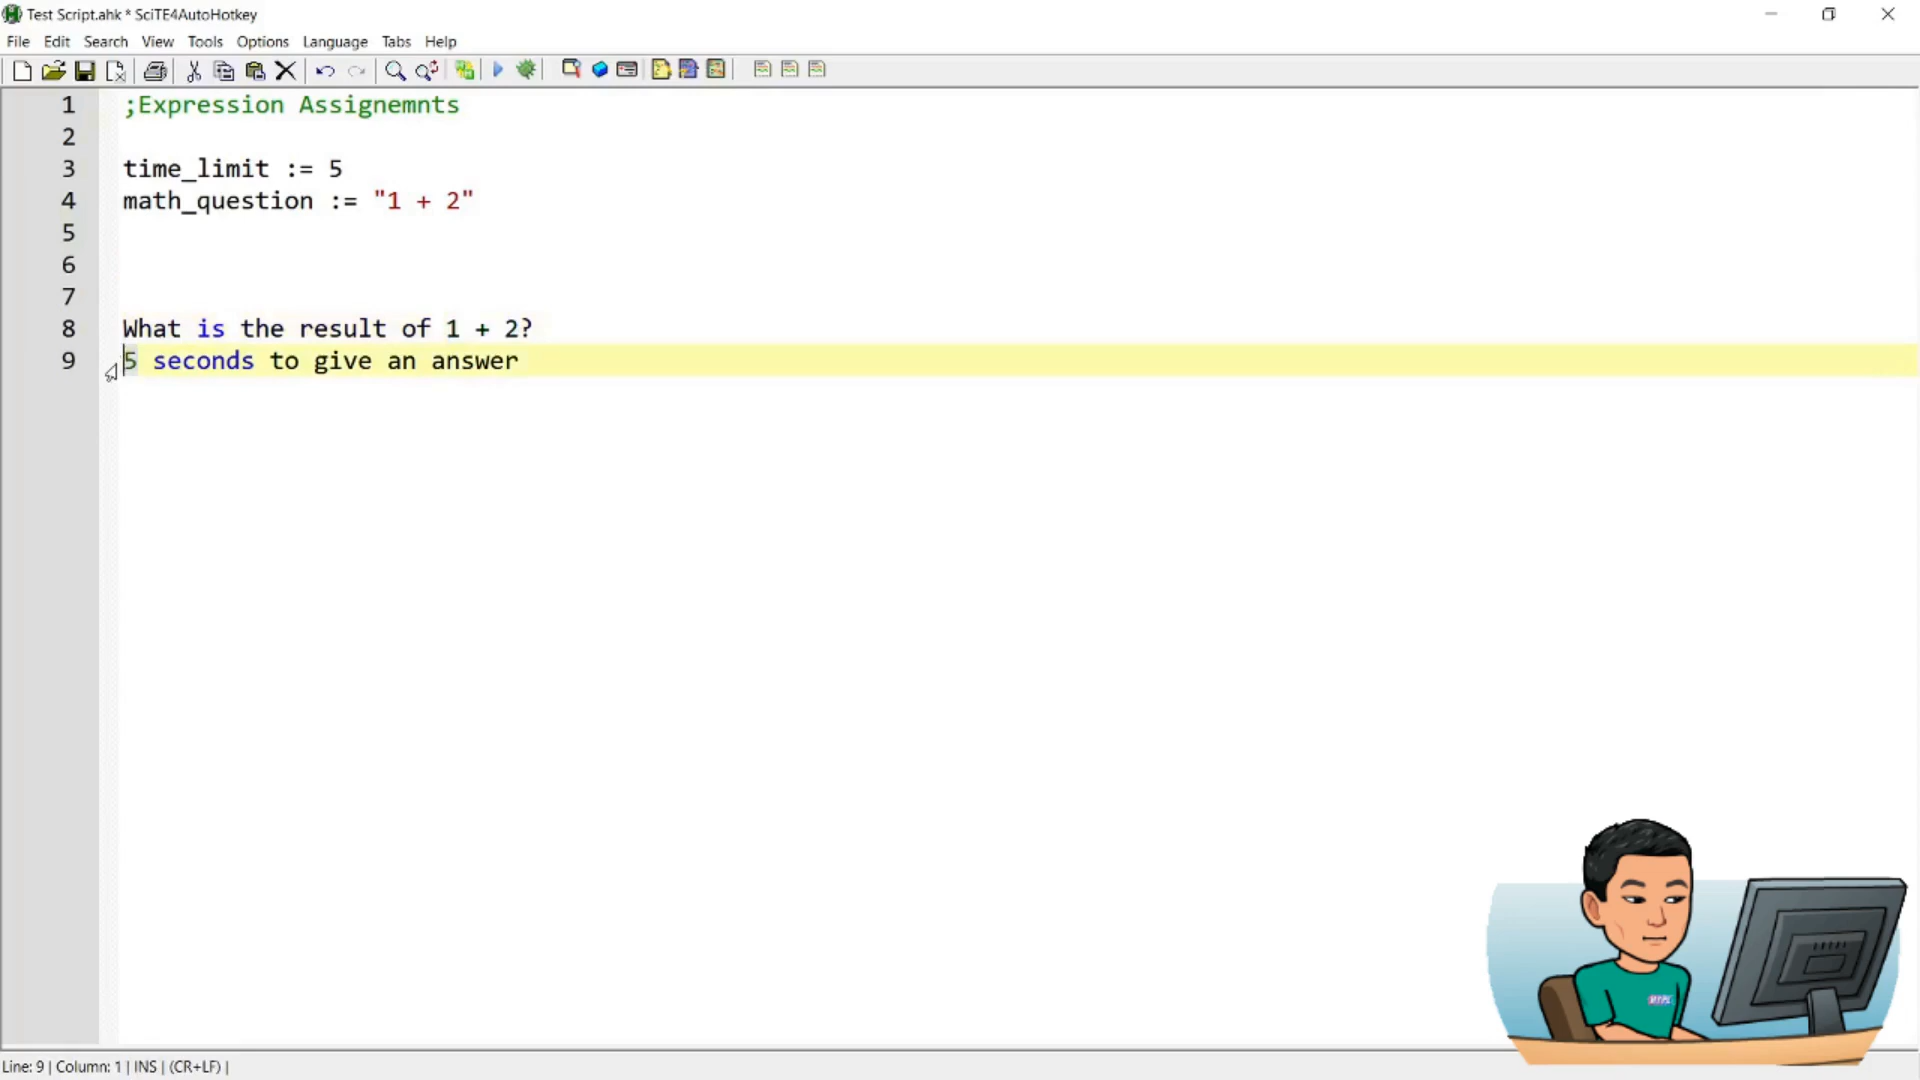 Test Script.ahk * SciTE4AutoHotkey
File Edit Search View Tools Options Language Tabs Help
1 ;Expression Assignemnts
2
3 time_limit := 5
4 math_question := "1 + 2"
5
6
7
8 What is the result of 1 + 2?
9 5 seconds to give an answer
Line: 9 | Column: 1 | INS | (CR+LF) |